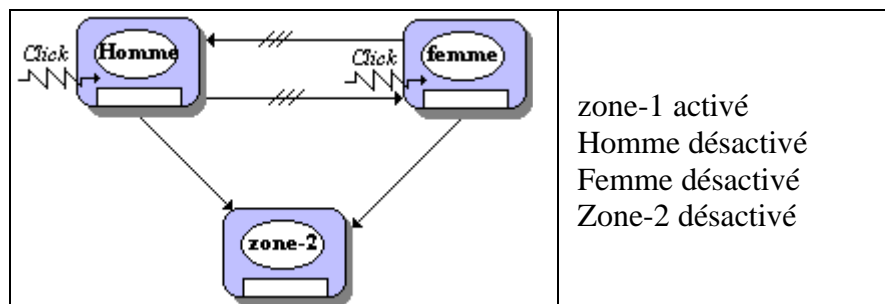 Click
Homme
Click
femme
zone-2
zone-1 activé
Homme désactivé
Femme désactivé
Zone-2 désactivé